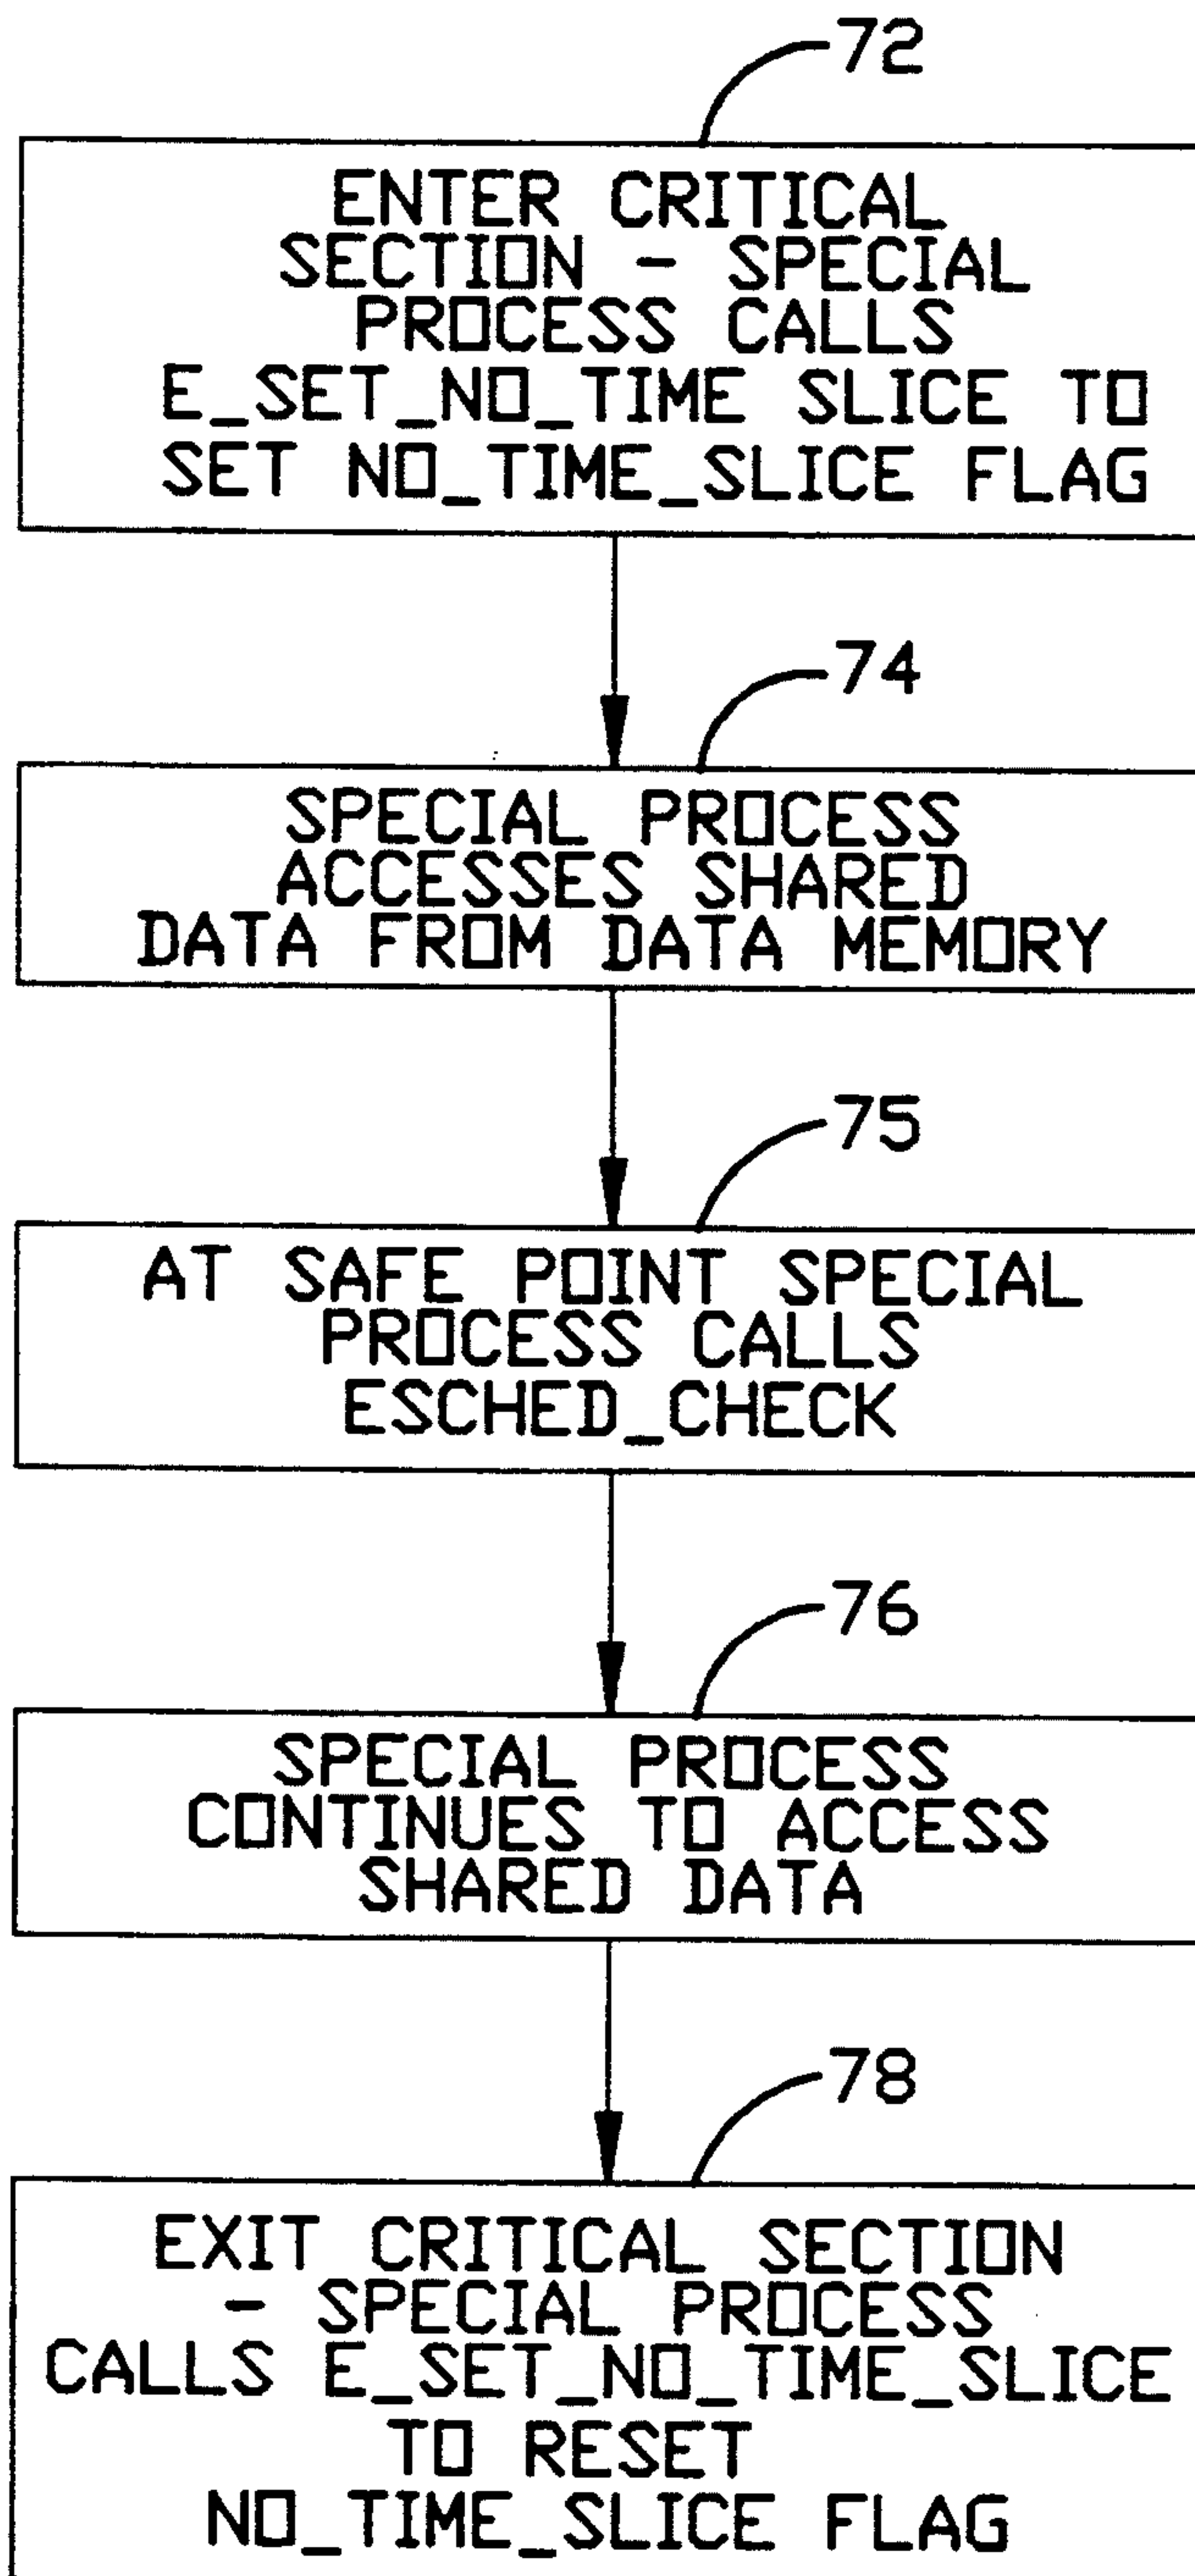 72
ENTER CRITICAL
SECTION - SPECIAL
PROCESS CALLS
E_SET_NO_TIME SLICE TO
SET NO_TIME_SLICE FLAG
74
SPECIAL PROCESS
ACCESSES SHARED
DATA FROM DATA MEMORY
75
AT SAFE POINT SPECIAL
PROCESS CALLS
ESCHED_CHECK
76
SPECIAL PROCESS
CONTINUES TO ACCESS
SHARED DATA
78
EXIT CRITICAL SECTION
- SPECIAL PROCESS
CALLS E_SET_NO_TIME_SLICE
TO RESET
NO_TIME_SLICE FLAG